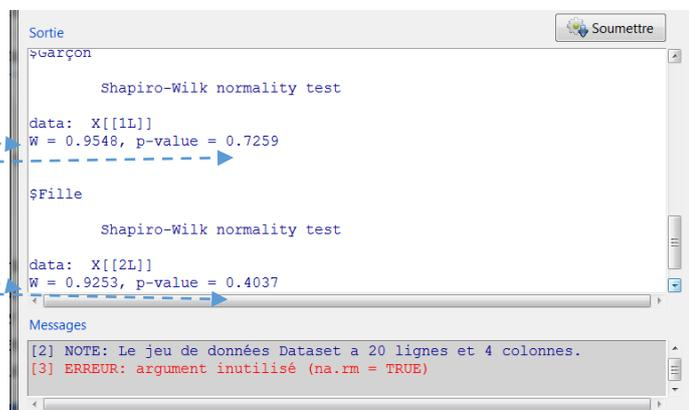 Sortie
Soumettre
$Garçon
Shapiro-Wilk normality test
data: X[[1L]]
W = 0.9548, p-value = 0.7259
$Fille
Shapiro-Wilk normality test
data: X[[2L]]
W = 0.9253, p-value = 0.4037
Messages
[2] NOTE: Le jeu de données Dataset a 20 lignes et 4 colonnes.
[3] ERREUR: argument inutilisé (na.rm = TRUE)